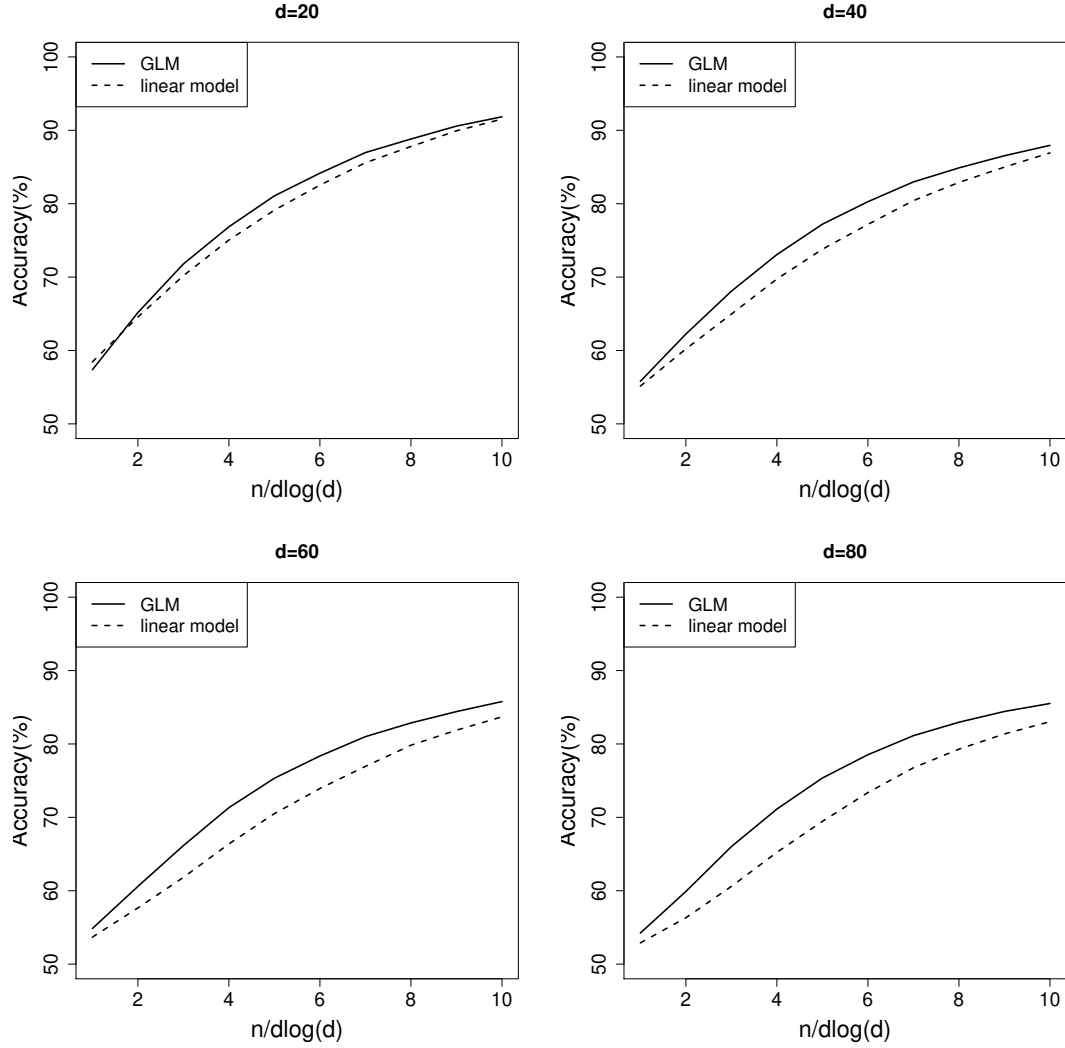 d=20
GLM
linear model
Accuracy(%)
50 60 70 80 90 100
2 4 6 8 10
n/dlog(d)
d=40
GLM
linear model
Accuracy(%)
50 60 70 80 90 100
2 4 6 8 10
n/dlog(d)
d=60
GLM
linear model
Accuracy(%)
50 60 70 80 90 100
2 4 6 8 10
n/dlog(d)
d=80
GLM
linear model
Accuracy(%)
50 60 70 80 90 100
2 4 6 8 10
n/dlog(d)